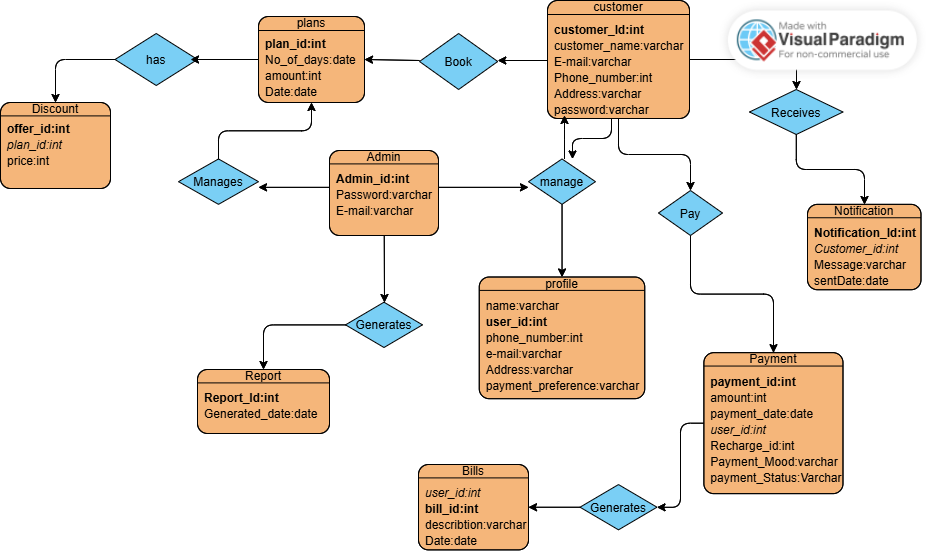 customer
customer_Id:int
customer_name:varchar
E-mail:varchar
Phone_number:int
Address:varchar
password:varchar
plans
plan_id:int
No_of_days:date
amount:int
Date:date
Made with
Visual Paradigm
For non-commercial use
has
Book
Receives
Discount
offer_id:int
plan_id:int
price:int
Manages
Admin
Admin_id:int
Password:varchar
E-mail:varchar
manage
Pay
Notification
Notification_Id:int
Customer_id:int
Message:varchar
sentDate:date
profile
name:varchar
user_id:int
phone_number:int
e-mail:varchar
Address:varchar
payment_preference:varchar
Generates
Report
Report_Id:int
Generated_date:date
Payment
payment_id:int
amount:int
payment_date:date
user_id:int
Recharge_id:int
Payment_Mood:varchar
payment_Status:Varchar
Bills
user_id:int
bill_id:int
describtion:varchar
Date:date
Generates